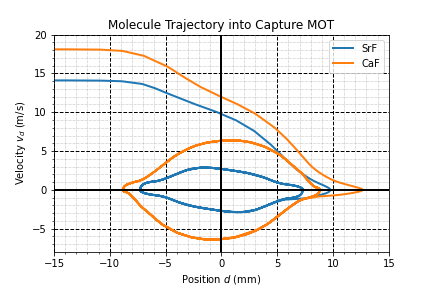 Molecule Trajectory into Capture MOT
SrF
CaF
20
15
10
5
0
−5
Velocity v_d (m/s)
−15
−10
−5
0
5
10
15
Position d (mm)